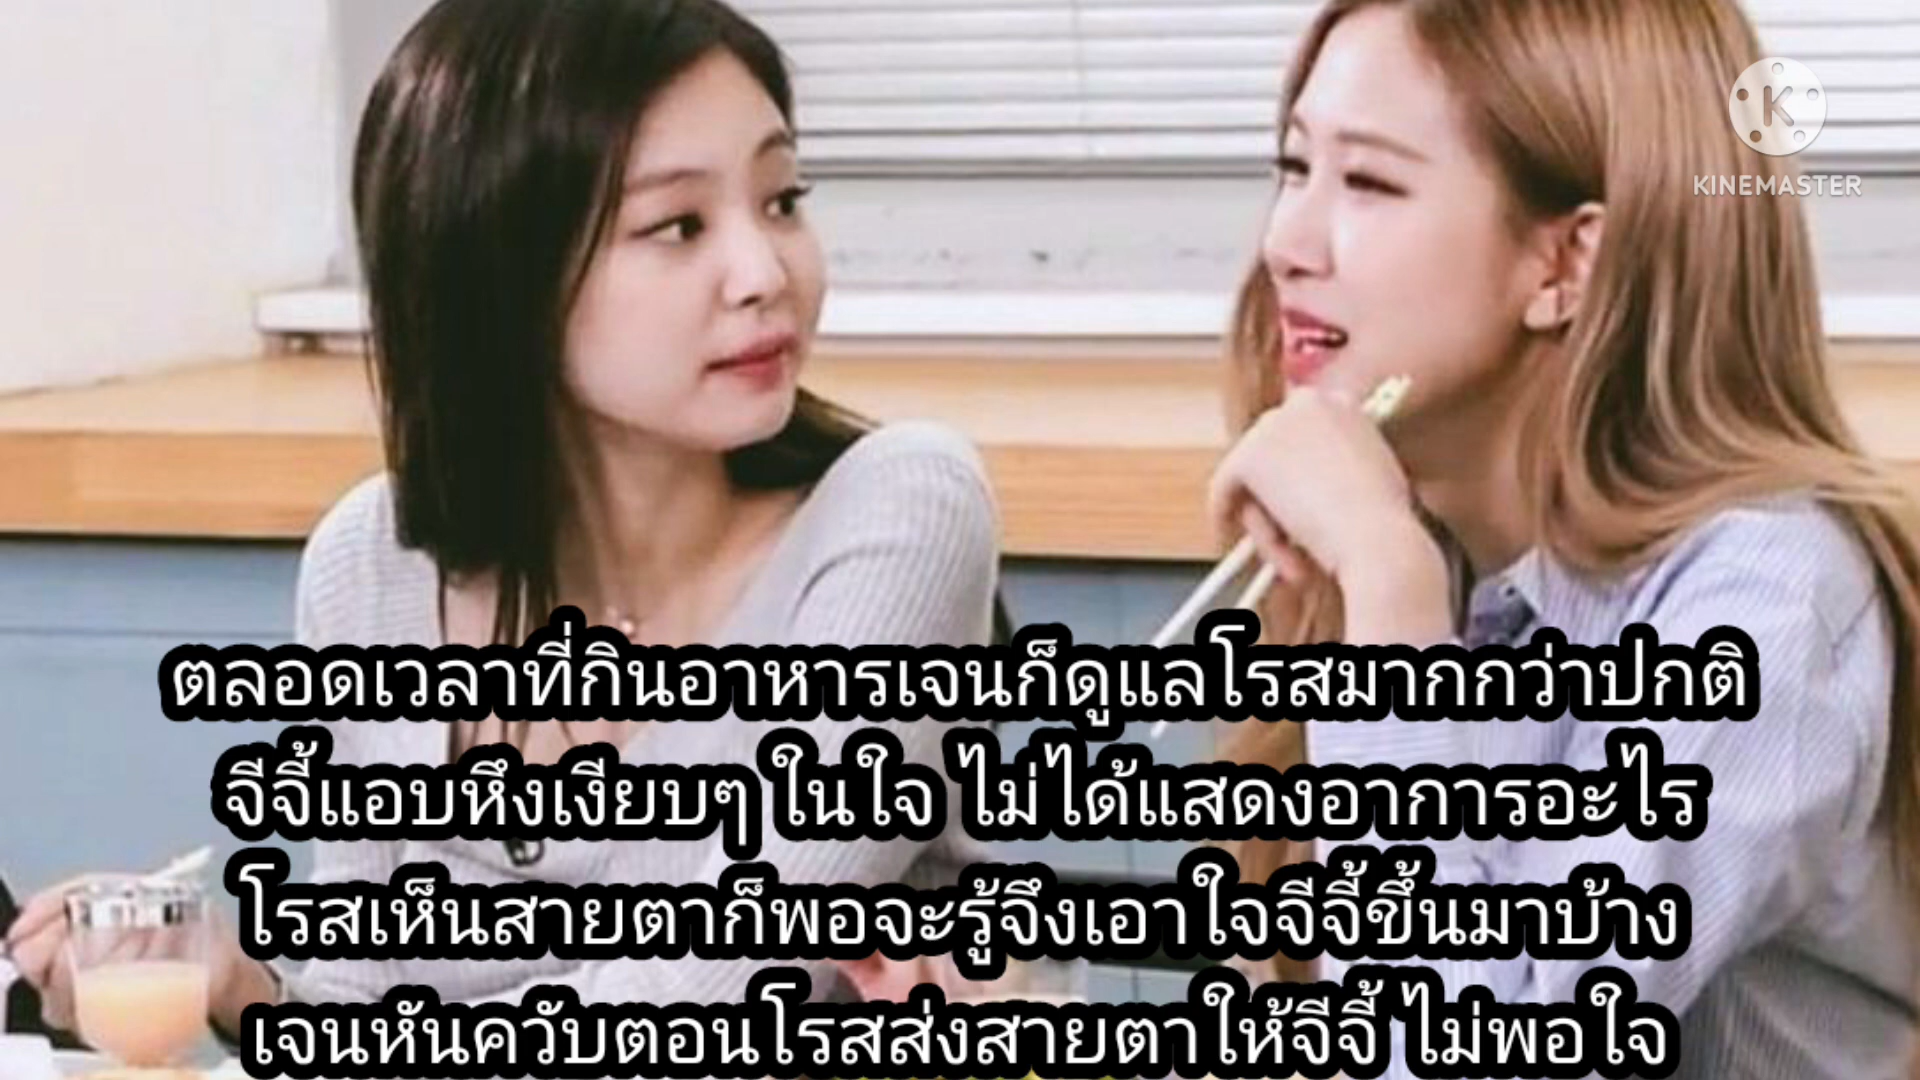 KINEMASTER
ตลอดเวลาที่กินอาหารเจนก็ดูแลโรสมากกว่าปกติ
จีจี้แอบหึงเงียบๆ ในใจ ไม่ได้แสดงอาการอะไร
โรสเห็นสายตาก็พอจะรู้จึงเอาใจจีจี้ขึ้นมาบ้าง
เจนหันควับตอนโรสส่งสายตาให้จีจี้ ไม่พอใจ